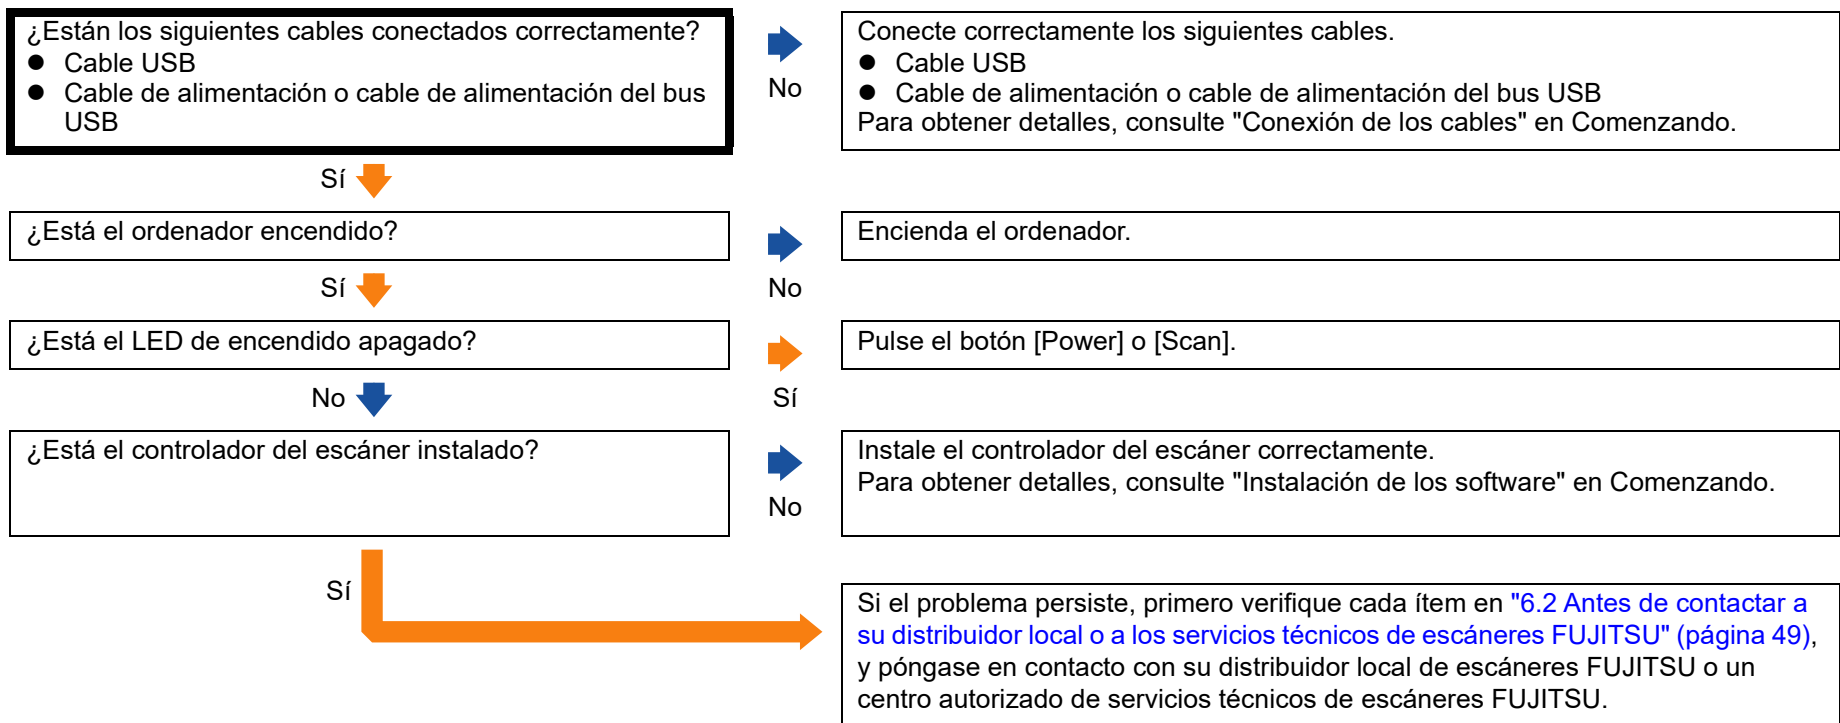 ¿Están los siguientes cables conectados correctamente?
● Cable USB
● Cable de alimentación o cable de alimentación del bus
USB
No
Conecte correctamente los siguientes cables.
● Cable USB
● Cable de alimentación o cable de alimentación del bus USB
Para obtener detalles, consulte "Conexión de los cables" en Comenzando.
Sí
¿Está el ordenador encendido?
No
Encienda el ordenador.
Sí
¿Está el LED de encendido apagado?
Sí
Pulse el botón [Power] o [Scan].
No
¿Está el controlador del escáner instalado?
No
Instale el controlador del escáner correctamente.
Para obtener detalles, consulte "Instalación de los software" en Comenzando.
Sí
Si el problema persiste, primero verifique cada ítem en "6.2 Antes de contactar a
su distribuidor local o a los servicios técnicos de escáneres FUJITSU" (página 49),
y póngase en contacto con su distribuidor local de escáneres FUJITSU o un
centro autorizado de servicios técnicos de escáneres FUJITSU.